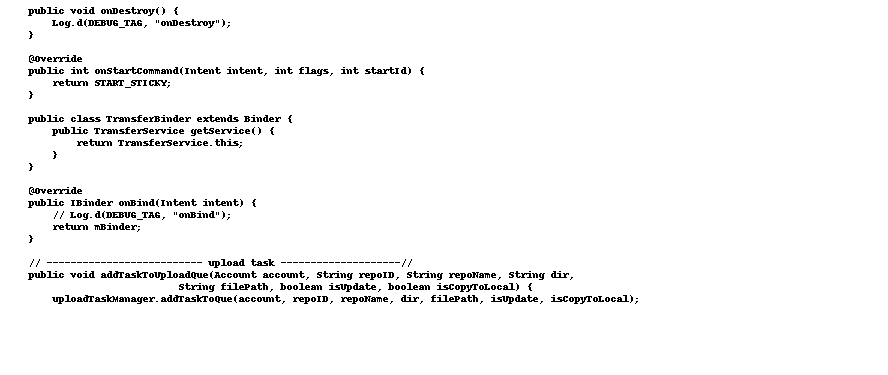 public void onDestroy() {
    Log.d(DEBUG_TAG, "onDestroy");
}

@Override
public int onStartCommand(Intent intent, int flags, int startId) {
    return START_STICKY;
}

public class TransferBinder extends Binder {
    public TransferService getService() {
        return TransferService.this;
    }
}

@Override
public IBinder onBind(Intent intent) {
    // Log.d(DEBUG_TAG, "onBind");
    return mBinder;
}

// -------------------------- upload task --------------------//
public void addTaskToUploadQue(Account account, String repoID, String repoName, String dir,
                         String filePath, boolean isUpdate, boolean isCopyToLocal) {
    uploadTaskManager.addTaskToQue(account, repoID, repoName, dir, filePath, isUpdate, isCopyToLocal);